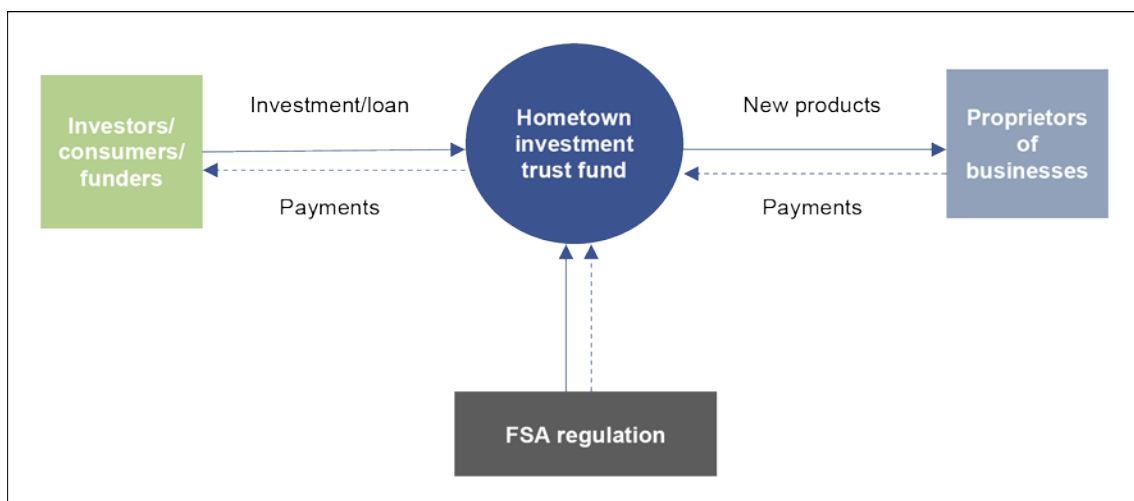 Investors/
consumers/
funders
Investment/loan
Payments
Hometown
investment
trust fund
New products
Payments
Proprietors
of
businesses
FSA regulation